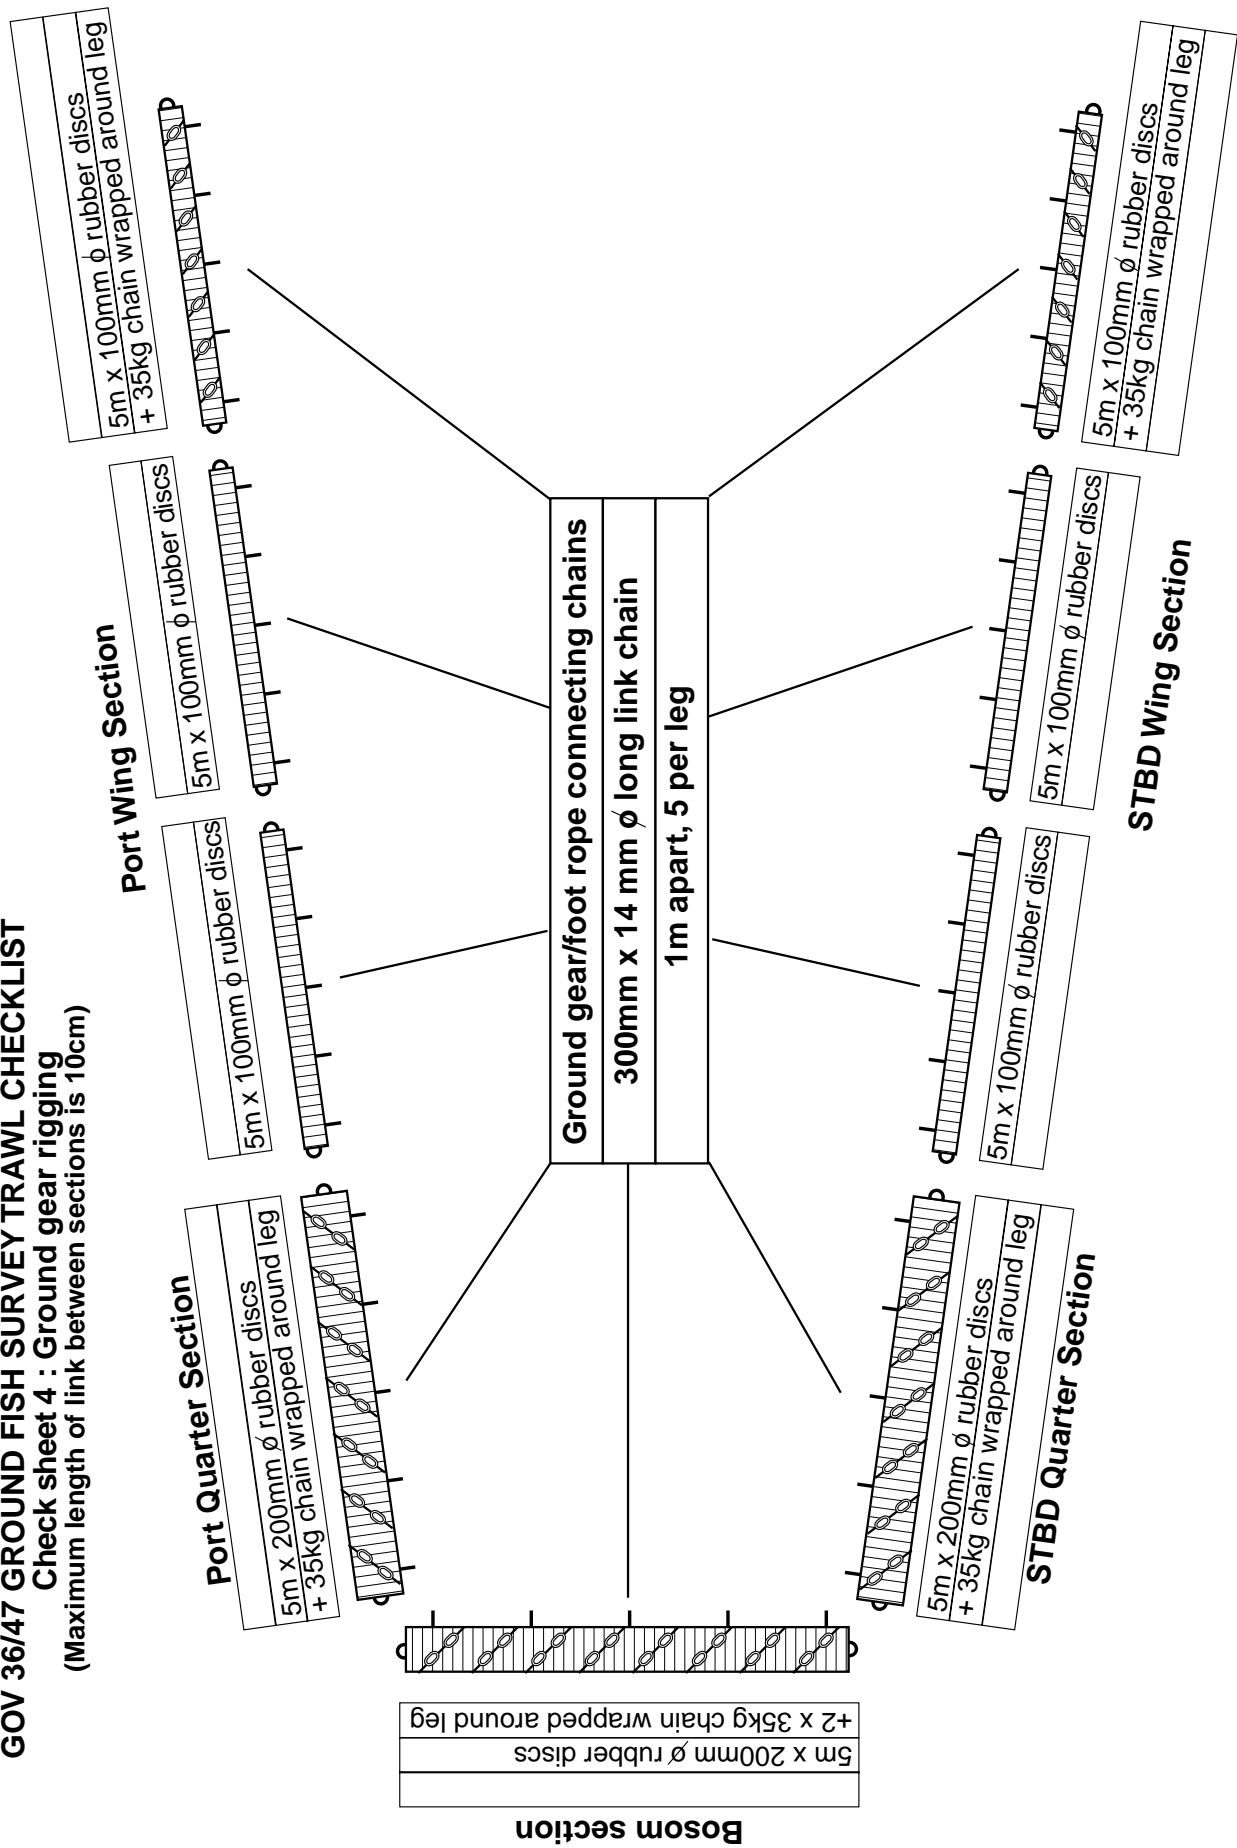 GOV 36/47 GROUND FISH SURVEY TRAWL CHECKLIST
Check sheet 4 : Ground gear rigging
(Maximum length of link between sections is 10cm)
Port Quarter Section
5m x 200mm ø rubber discs
+ 35kg chain wrapped around leg
Port Wing Section
5m x 100mm ø rubber discs
5m x 100mm ø rubber discs
5m x 100mm ø rubber discs
+ 35kg chain wrapped around leg
Ground gear/foot rope connecting chains
300mm x 14 mm ø long link chain
1m apart, 5 per leg
Bosom section
5m x 200mm ø rubber discs
+2 x 35kg chain wrapped around leg
5m x 200mm ø rubber discs
+ 35kg chain wrapped around leg
STBD Quarter Section
5m x 100mm ø rubber discs
5m x 100mm ø rubber discs
5m x 100mm ø rubber discs
+ 35kg chain wrapped around leg
STBD Wing Section